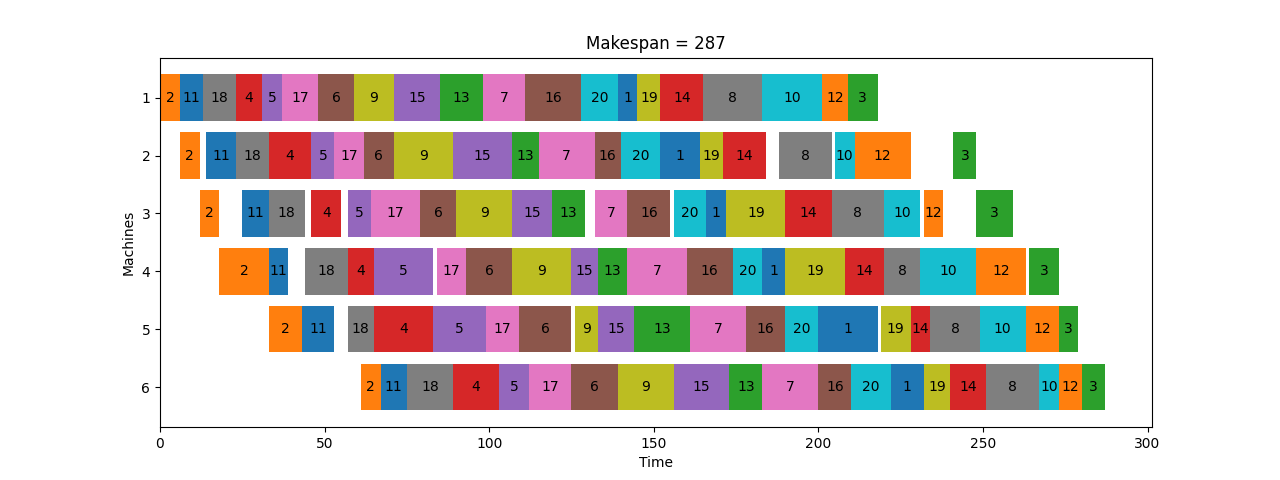 Makespan = 287
1 2 11 18 4 5 17 6 9 15 13 7 16 20 1 19 14 8 10 12 3
2 2 11 18 4 5 17 6 9 15 13 7 16 20 1 19 14 8 10 12 3
3 2 11 18 4 5 17 6 9 15 13 7 16 20 1 19 14 8 10 12 3
4 2 11 18 4 5 17 6 9 15 13 7 16 20 1 19 14 8 10 12 3
5 2 11 18 4 5 17 6 9 15 13 7 16 20 1 19 14 8 10 12 3
6 2 11 18 4 5 17 6 9 15 13 7 16 20 1 19 14 8 10 12 3
Machines
0 50 100 150 200 250 300
Time